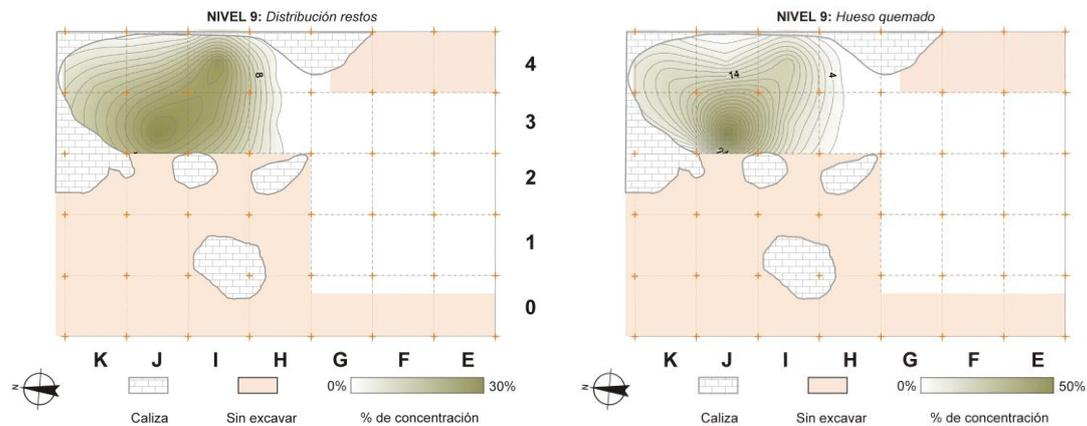 NIVEL 9: Distribución restos
NIVEL 9: Hueso quemado
8
14
4
4
3
2
1
0
K J I H G F E
K J I H G F E
N
0% 30%
Caliza
Sin excavar
% de concentración
N
0% 50%
Caliza
Sin excavar
% de concentración